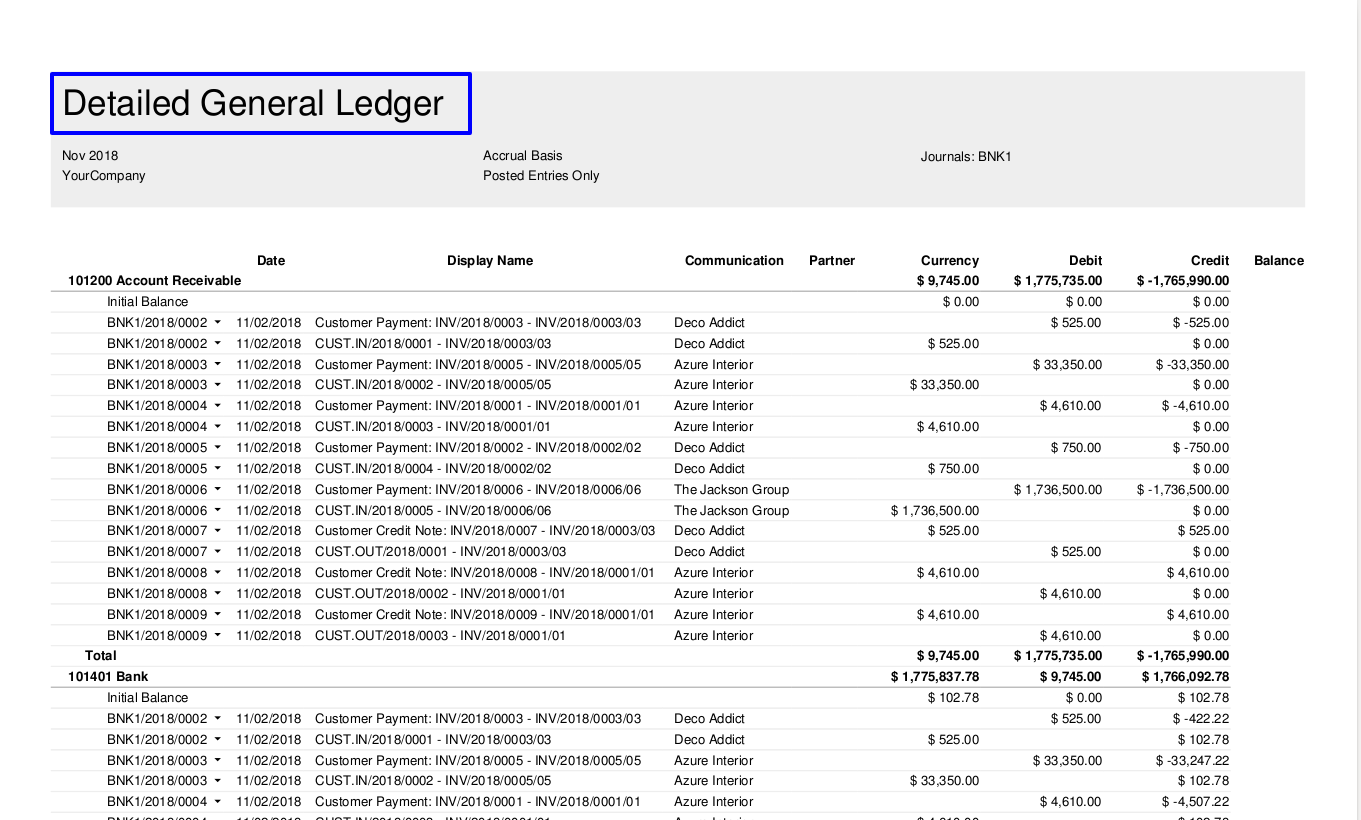 Detailed General Ledger
Nov 2018 Accrual Basis Journals: BNK1
YourCompany Posted Entries Only
Date Display Name Communication Partner Currency Debit Credit Balance
101200 Account Receivable $ 9,745.00 $ 1,775,735.00 $ -1,765,990.00
Initial Balance $ 0.00 $ 0.00 $ 0.00
BNK1/2018/0002 11/02/2018 Customer Payment: INV/2018/0003 - INV/2018/0003/03 Deco Addict $ 525.00 $ -525.00
BNK1/2018/0002 11/02/2018 CUST.IN/2018/0001 - INV/2018/0003/03 Deco Addict $ 525.00 $ 0.00
BNK1/2018/0003 11/02/2018 Customer Payment: INV/2018/0005 - INV/2018/0005/05 Azure Interior $ 33,350.00 $ -33,350.00
BNK1/2018/0003 11/02/2018 CUST.IN/2018/0002 - INV/2018/0005/05 Azure Interior $ 33,350.00 $ 0.00
BNK1/2018/0004 11/02/2018 Customer Payment: INV/2018/0001 - INV/2018/0001/01 Azure Interior $ 4,610.00 $ -4,610.00
BNK1/2018/0004 11/02/2018 CUST.IN/2018/0003 - INV/2018/0001/01 Azure Interior $ 4,610.00 $ 0.00
BNK1/2018/0005 11/02/2018 Customer Payment: INV/2018/0002 - INV/2018/0002/02 Deco Addict $ 750.00 $ -750.00
BNK1/2018/0005 11/02/2018 CUST.IN/2018/0004 - INV/2018/0002/02 Deco Addict $ 750.00 $ 0.00
BNK1/2018/0006 11/02/2018 Customer Payment: INV/2018/0006 - INV/2018/0006/06 The Jackson Group $ 1,736,500.00 $ -1,736,500.00
BNK1/2018/0006 11/02/2018 CUST.IN/2018/0005 - INV/2018/0006/06 The Jackson Group $ 1,736,500.00 $ 0.00
BNK1/2018/0007 11/02/2018 Customer Credit Note: INV/2018/0007 - INV/2018/0003/03 Deco Addict $ 525.00 $ 525.00
BNK1/2018/0007 11/02/2018 CUST.OUT/2018/0001 - INV/2018/0003/03 Deco Addict $ 525.00 $ 0.00
BNK1/2018/0008 11/02/2018 Customer Credit Note: INV/2018/0008 - INV/2018/0001/01 Azure Interior $ 4,610.00 $ 4,610.00
BNK1/2018/0008 11/02/2018 CUST.OUT/2018/0002 - INV/2018/0001/01 Azure Interior $ 4,610.00 $ 0.00
BNK1/2018/0009 11/02/2018 Customer Credit Note: INV/2018/0009 - INV/2018/0001/01 Azure Interior $ 4,610.00 $ 4,610.00
BNK1/2018/0009 11/02/2018 CUST.OUT/2018/0003 - INV/2018/0001/01 Azure Interior $ 4,610.00 $ 0.00
Total $ 9,745.00 $ 1,775,735.00 $ -1,765,990.00
101401 Bank $ 1,775,837.78 $ 9,745.00 $ 1,766,092.78
Initial Balance $ 102.78 $ 0.00 $ 102.78
BNK1/2018/0002 11/02/2018 Customer Payment: INV/2018/0003 - INV/2018/0003/03 Deco Addict $ 525.00 $ -422.22
BNK1/2018/0002 11/02/2018 CUST.IN/2018/0001 - INV/2018/0003/03 Deco Addict $ 525.00 $ 102.78
BNK1/2018/0003 11/02/2018 Customer Payment: INV/2018/0005 - INV/2018/0005/05 Azure Interior $ 33,350.00 $ -33,247.22
BNK1/2018/0003 11/02/2018 CUST.IN/2018/0002 - INV/2018/0005/05 Azure Interior $ 33,350.00 $ 102.78
BNK1/2018/0004 11/02/2018 Customer Payment: INV/2018/0001 - INV/2018/0001/01 Azure Interior $ 4,610.00 $ -4,507.22